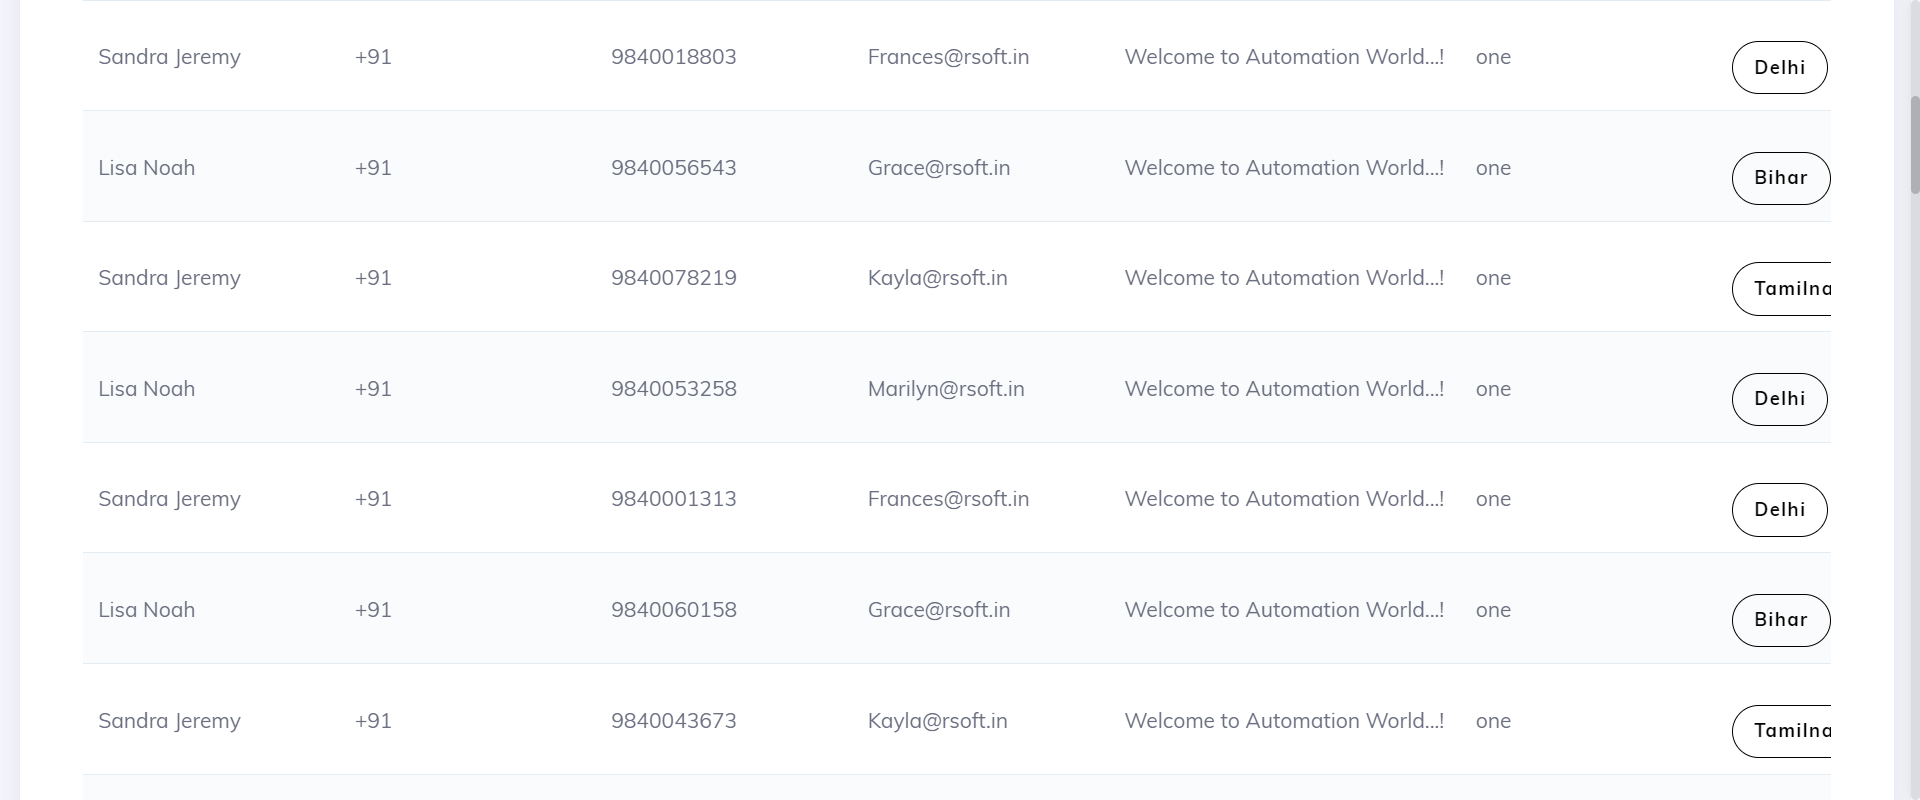 Sandra Jeremy +91 9840018803 Frances@rsoft.in Welcome to Automation World...! one Delhi
Lisa Noah +91 9840056543 Grace@rsoft.in Welcome to Automation World...! one Bihar
Sandra Jeremy +91 9840078219 Kayla@rsoft.in Welcome to Automation World...! one Tamilna
Lisa Noah +91 9840053258 Marilyn@rsoft.in Welcome to Automation World...! one Delhi
Sandra Jeremy +91 9840001313 Frances@rsoft.in Welcome to Automation World...! one Delhi
Lisa Noah +91 9840060158 Grace@rsoft.in Welcome to Automation World...! one Bihar
Sandra Jeremy +91 9840043673 Kayla@rsoft.in Welcome to Automation World...! one Tamilna